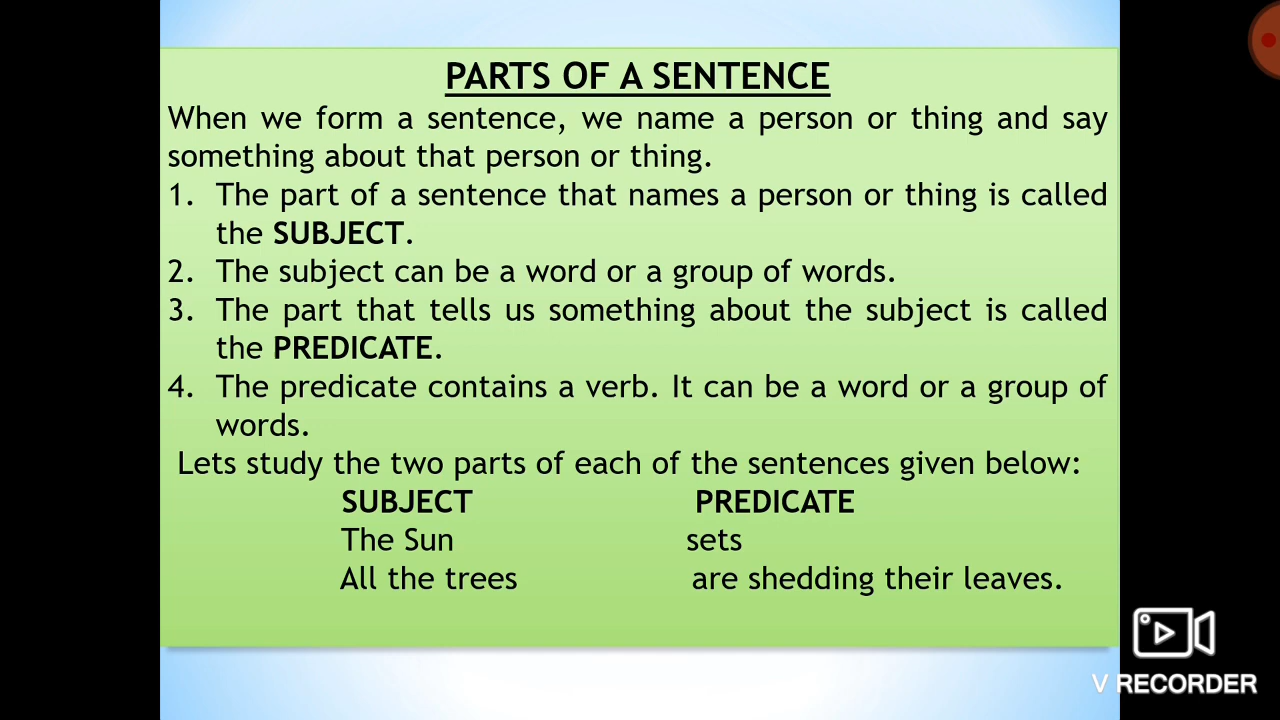 PARTS OF A SENTENCE
When we form a sentence, we name a person or thing and say
something about that person or thing.
1. The part of a sentence that names a person or thing is called
the SUBJECT.
2. The subject can be a word or a group of words.
3. The part that tells us something about the subject is called
the PREDICATE.
4. The predicate contains a verb. It can be a word or a group of
words.
Lets study the two parts of each of the sentences given below:
SUBJECT PREDICATE
The Sun sets
All the trees are shedding their leaves.
V RECORDER